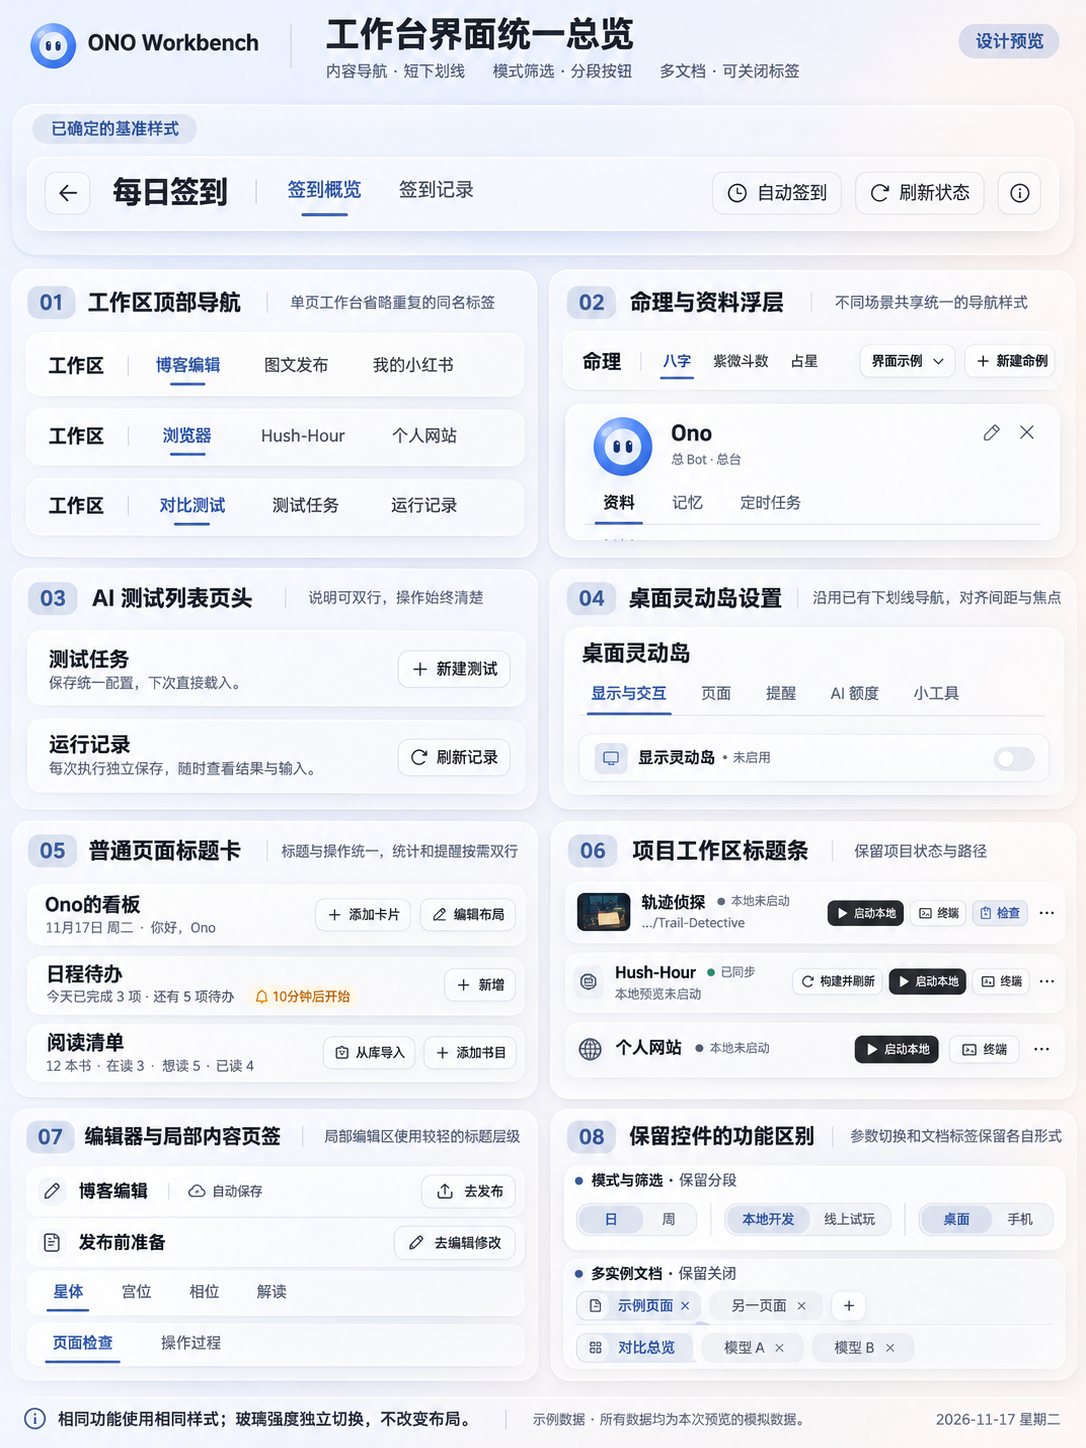 ONO Workbench
工作台界面统一总览
内容导航 · 短下划线 模式筛选 · 分段按钮 多文档 · 可关闭标签
设计预览
已确定的基准样式
每日签到 签到概览 签到记录 自动签到 刷新状态
01 工作区顶部导航 单页工作台省略重复的同名标签
工作区 博客编辑 图文发布 我的小红书
工作区 浏览器 Hush-Hour 个人网站
工作区 对比测试 测试任务 运行记录
02 命理与资料浮层 不同场景共享统一的导航样式
命理 八字 紫微斗数 占星 界面示例 + 新建命例
Ono
总 Bot · 总台
资料 记忆 定时任务
03 AI 测试列表页头 说明可双行，操作始终清楚
测试任务
保存统一配置，下次直接载入。
+ 新建测试
运行记录
每次执行独立保存，随时查看结果与输入。
刷新记录
04 桌面灵动岛设置 沿用已有下划线导航，对齐间距与焦点
桌面灵动岛
显示与交互 页面 提醒 AI 额度 小工具
显示灵动岛 • 未启用
05 普通页面标题卡 标题与操作统一，统计和提醒按需双行
Ono的看板
11月17日 周二 · 你好，Ono
+ 添加卡片 编辑布局
日程待办
今天已完成 3 项 · 还有 5 项待办 10分钟后开始
+ 新增
阅读清单
12 本书 · 在读 3 · 想读 5 · 已读 4
从库导入 + 添加书目
06 项目工作区标题条 保留项目状态与路径
轨迹侦探 本地未启动
.../Trail-Detective
启动本地 终端 检查 ···
Hush-Hour 已同步
本地预览未启动
构建并刷新 启动本地 终端 ···
个人网站 本地未启动 启动本地 终端 ···
07 编辑器与局部内容页签 局部编辑区使用较轻的标题层级
博客编辑 自动保存 去发布
发布前准备 去编辑修改
星体 宫位 相位 解读
页面检查 操作过程
08 保留控件的功能区别 参数切换和文档标签保留各自形式
• 模式与筛选 · 保留分段
日 周 本地开发 线上试玩 桌面 手机
• 多实例文档 · 保留关闭
示例页面 × 另一页面 × +
对比总览 模型 A × 模型 B ×
相同功能使用相同样式；玻璃强度独立切换，不改变布局。 示例数据 · 所有数据均为本次预览的模拟数据。 2026-11-17 星期二